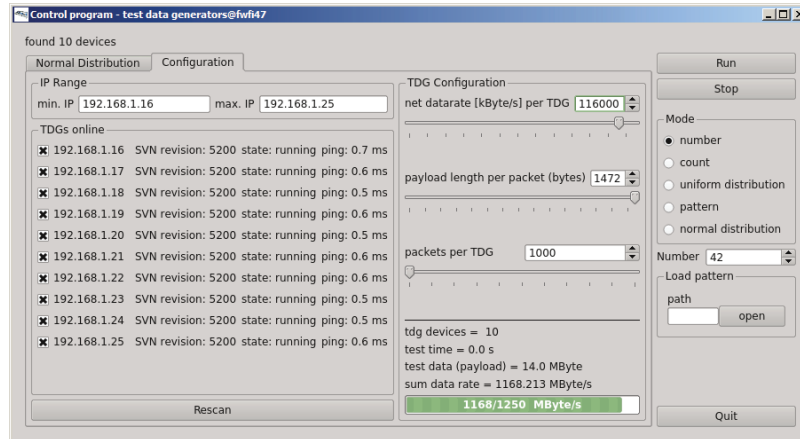 Control program - test data generators@fwfi47
found 10 devices
Normal Distribution Configuration
IP Range
min. IP 192.168.1.16 max. IP 192.168.1.25
TDGs online
192.168.1.16 SVN revision: 5200 state: running ping: 0.7 ms
192.168.1.17 SVN revision: 5200 state: running ping: 0.6 ms
192.168.1.18 SVN revision: 5200 state: running ping: 0.5 ms
192.168.1.19 SVN revision: 5200 state: running ping: 0.6 ms
192.168.1.20 SVN revision: 5200 state: running ping: 0.5 ms
192.168.1.21 SVN revision: 5200 state: running ping: 0.6 ms
192.168.1.22 SVN revision: 5200 state: running ping: 0.6 ms
192.168.1.23 SVN revision: 5200 state: running ping: 0.5 ms
192.168.1.24 SVN revision: 5200 state: running ping: 0.5 ms
192.168.1.25 SVN revision: 5200 state: running ping: 0.6 ms
Rescan
TDG Configuration
net datarate [kByte/s] per TDG 116000
payload length per packet (bytes) 1472
packets per TDG 1000
tdg devices = 10
test time = 0.0 s
test data (payload) = 14.0 MByte
sum data rate = 1168.213 MByte/s
1168/1250 MByte/s
Run
Stop
Mode
number
count
uniform distribution
pattern
normal distribution
Number 42
Load pattern
path
open
Quit